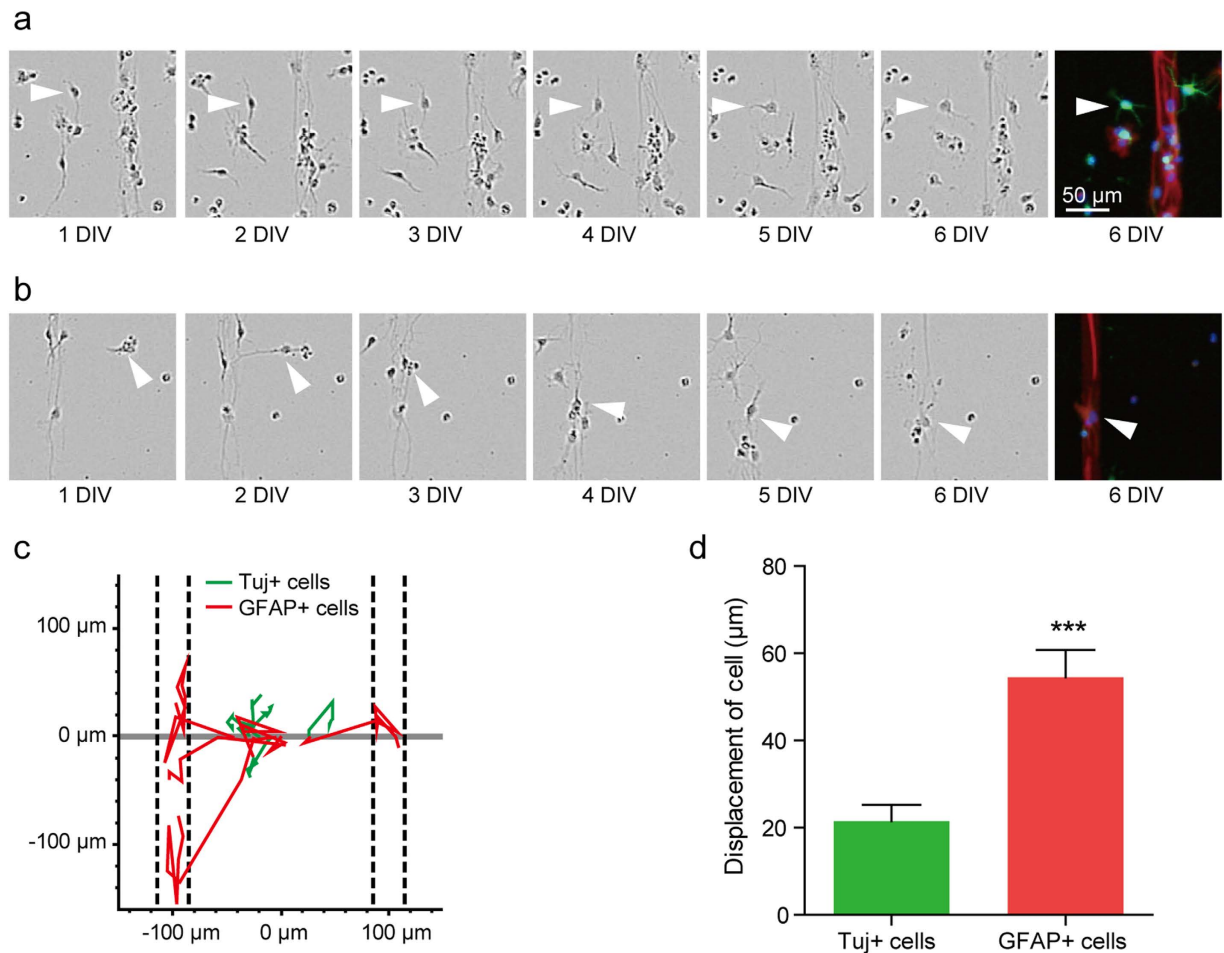 a
50 µm
1 DIV 2 DIV 3 DIV 4 DIV 5 DIV 6 DIV 6 DIV
b
1 DIV 2 DIV 3 DIV 4 DIV 5 DIV 6 DIV 6 DIV
c
Tuj+ cells
GFAP+ cells
100 µm
0 µm
-100 µm
-100 µm 0 µm 100 µm
d
Displacement of cell (µm)
80
60
40
20
0
***
Tuj+ cells GFAP+ cells